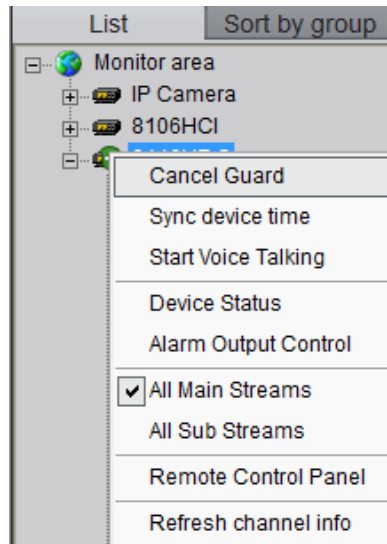 List
Sort by group
Monitor area
IP Camera
8106HCI
Cancel Guard
Sync device time
Start Voice Talking
Device Status
Alarm Output Control
All Main Streams
All Sub Streams
Remote Control Panel
Refresh channel info